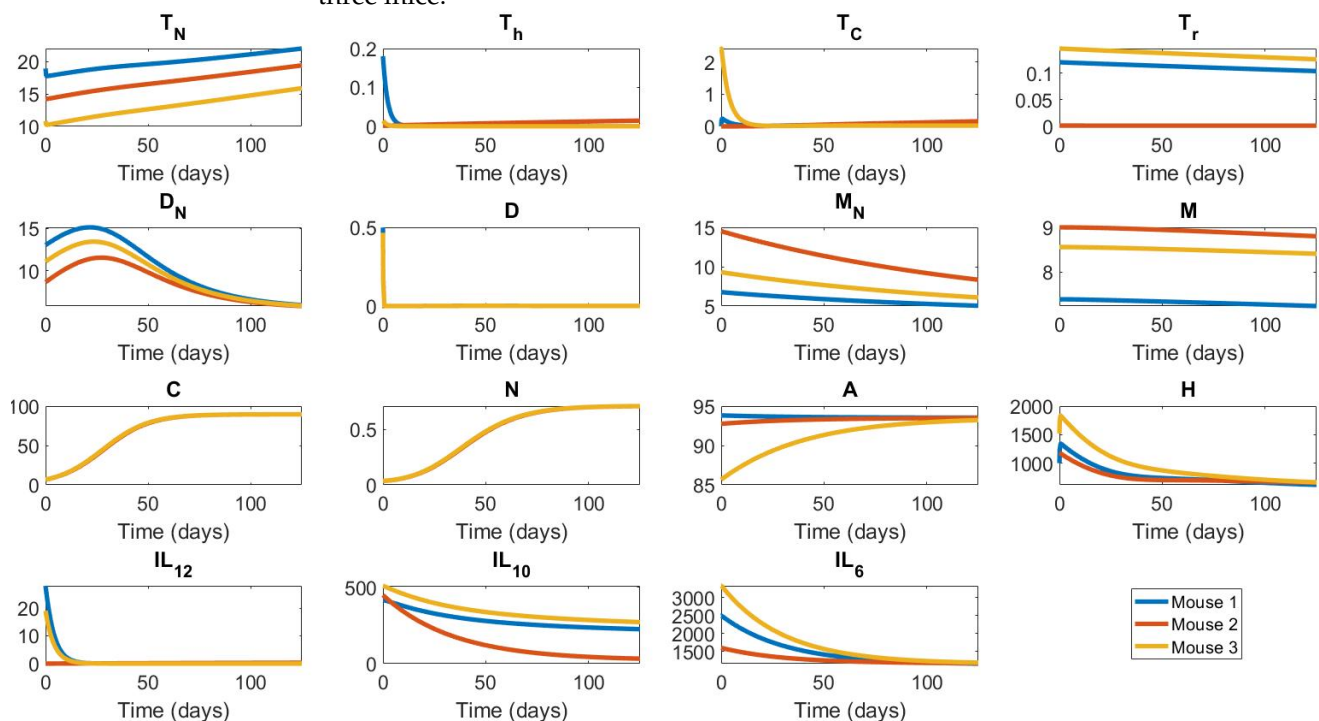 three mice.
T_N T_h T_C T_r
20 15 10 0.2 0.1 0 2 1 0 0.1 0.05 0
0 50 100 0 50 100 0 50 100 0 50 100
Time (days) Time (days) Time (days) Time (days)
D_N D M_N M
15 10 0.5 0 15 10 5 9 8
0 50 100 0 50 100 0 50 100 0 50 100
Time (days) Time (days) Time (days) Time (days)
C N A H
100 50 0 0.5 0 95 90 85 2000 1500 1000
0 50 100 0 50 100 0 50 100 0 50 100
Time (days) Time (days) Time (days) Time (days)
IL_12 IL_10 IL_6
20 10 0 500 0 3000 2500 2000 1500
0 50 100 0 50 100 0 50 100
Time (days) Time (days) Time (days)
Mouse 1
Mouse 2
Mouse 3